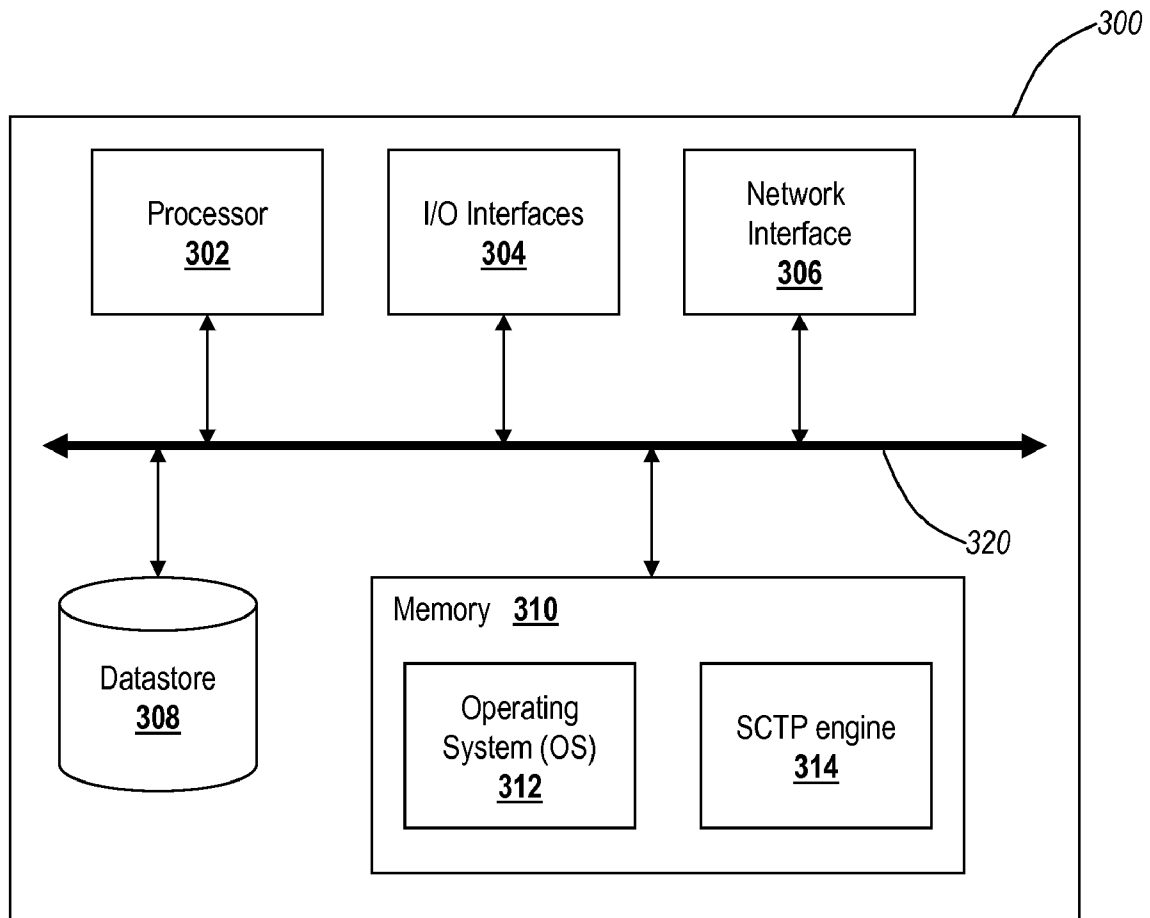 300
Processor
302
I/O Interfaces
304
Network
Interface
306
320
Datastore
308
Memory 310
Operating
System (OS)
312
SCTP engine
314